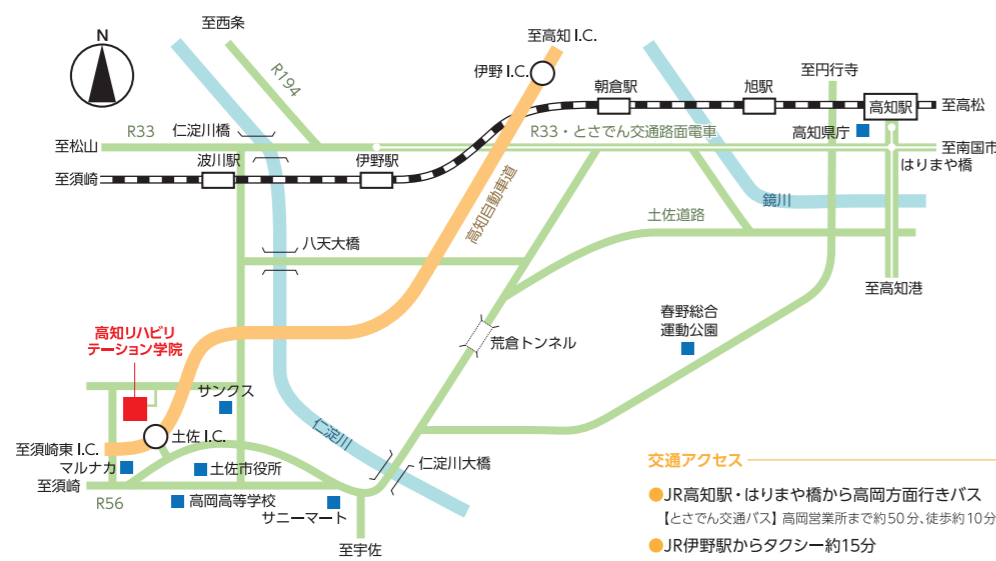 至西条
至高知 I.C.
N
伊野 I.C.
朝倉駅
旭駅
至円行寺
高知駅
至高松
R194
R33
仁淀川橋
R33・とさでん交通路面電車
高知県庁
至松山
至南国市
はりまや橋
波川駅
伊野駅
至須崎
高知自動車道
鏡川
土佐道路
八天大橋
至高知港
春野総合
運動公園
荒倉トンネル
高知リハビリ
テーション学院
サンクス
仁淀川
土佐 I.C.
至須崎東 I.C.
マルナカ
土佐市役所
仁淀川大橋
至須崎
R56
高岡高等学校
サニーマート
至宇佐
交通アクセス
●JR高知駅・はりまや橋から高岡方面行きバス
【とさでん交通バス】高岡営業所まで約50分、徒歩約10分
●JR伊野駅からタクシー約15分